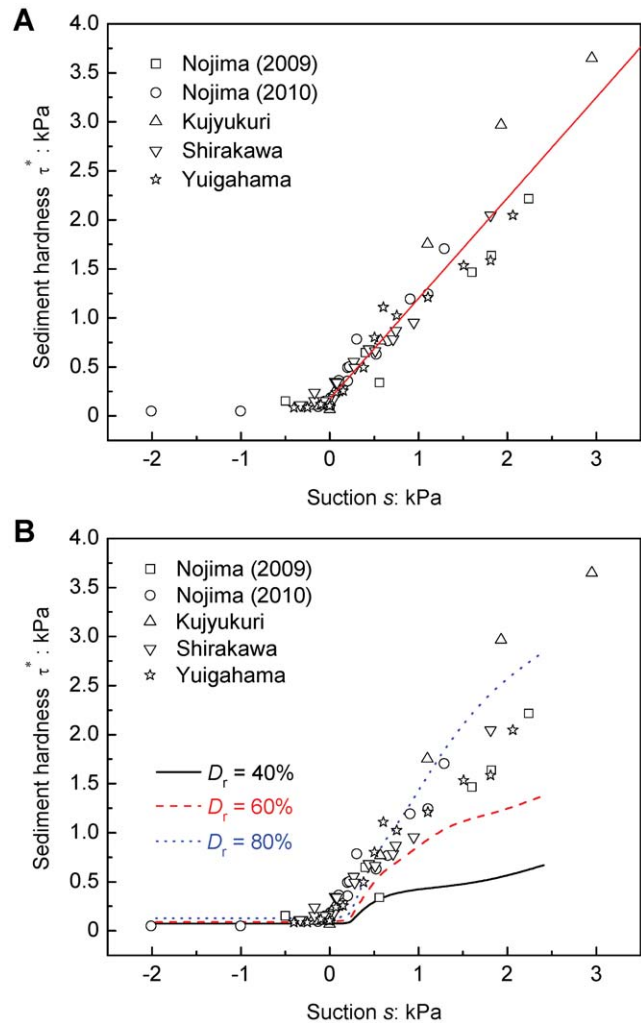 A
Sediment hardness τ* : kPa
4.0
3.5
3.0
2.5
2.0
1.5
1.0
0.5
0
Nojima (2009)
Nojima (2010)
Kujyukuri
Shirakawa
Yuigahama
-2 -1 0 1 2 3
Suction s: kPa
B
Sediment hardness τ* : kPa
4.0
3.5
3.0
2.5
2.0
1.5
1.0
0.5
0
Nojima (2009)
Nojima (2010)
Kujyukuri
Shirakawa
Yuigahama
Dr = 40%
Dr = 60%
Dr = 80%
-2 -1 0 1 2 3
Suction s: kPa